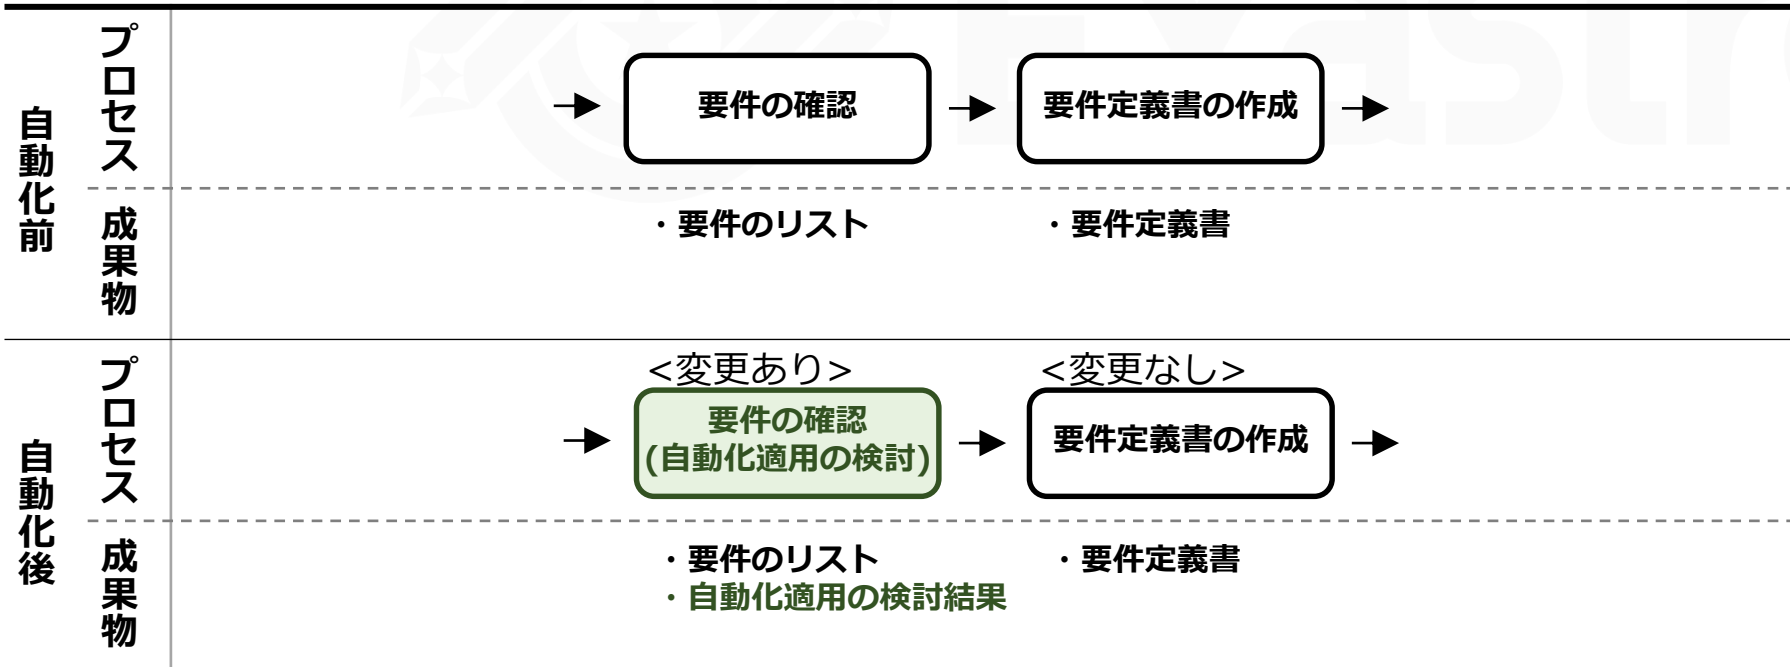 自動化前
プロセス
要件の確認
要件定義書の作成
成果物
・要件のリスト
・要件定義書
自動化後
プロセス
<変更あり>
<変更なし>
要件の確認
(自動化適用の検討)
要件定義書の作成
成果物
・要件のリスト
・自動化適用の検討結果
・要件定義書